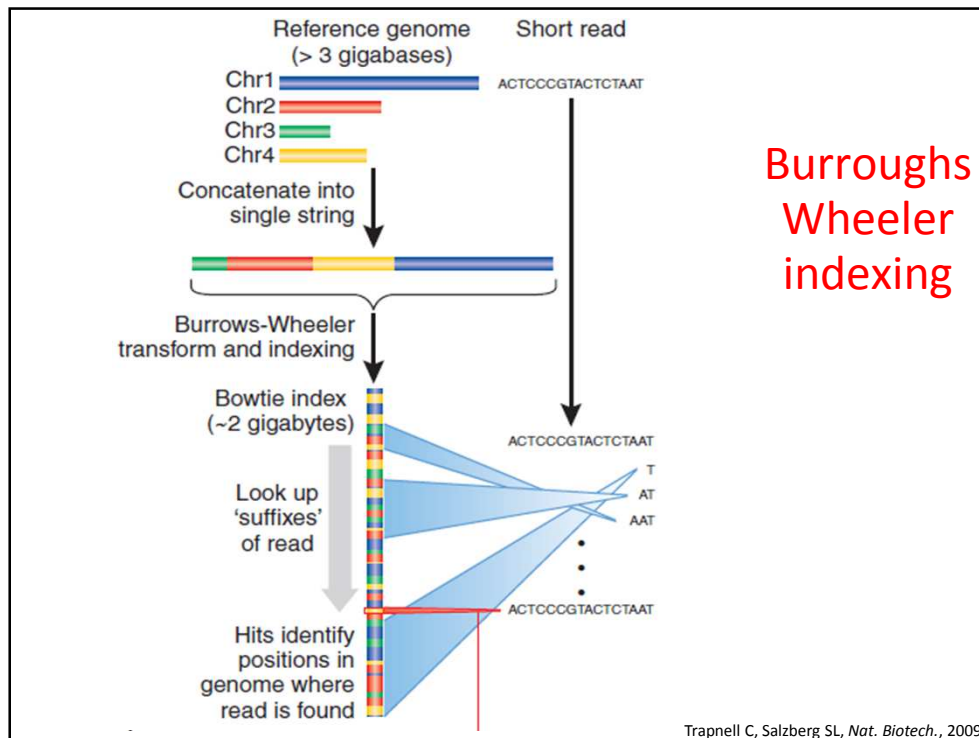 Reference genome
(> 3 gigabases)
Short read
Chr1
ACTCCCGTACTCTAAT
Chr2
Chr3
Chr4
Burroughs
Wheeler
indexing
Concatenate into
single string
Burrows-Wheeler
transform and indexing
Bowtie index
(~2 gigabytes)
ACTCCCGTACTCTAAT
T
AT
AAT
Look up
'suffixes'
of read
ACTCCCGTACTCTAAT
Hits identify
positions in
genome where
read is found
Trapnell C, Salzberg SL, Nat. Biotech., 2009